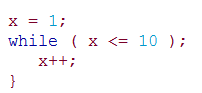 x = 1;
while ( x <= 10 );
x++;
}